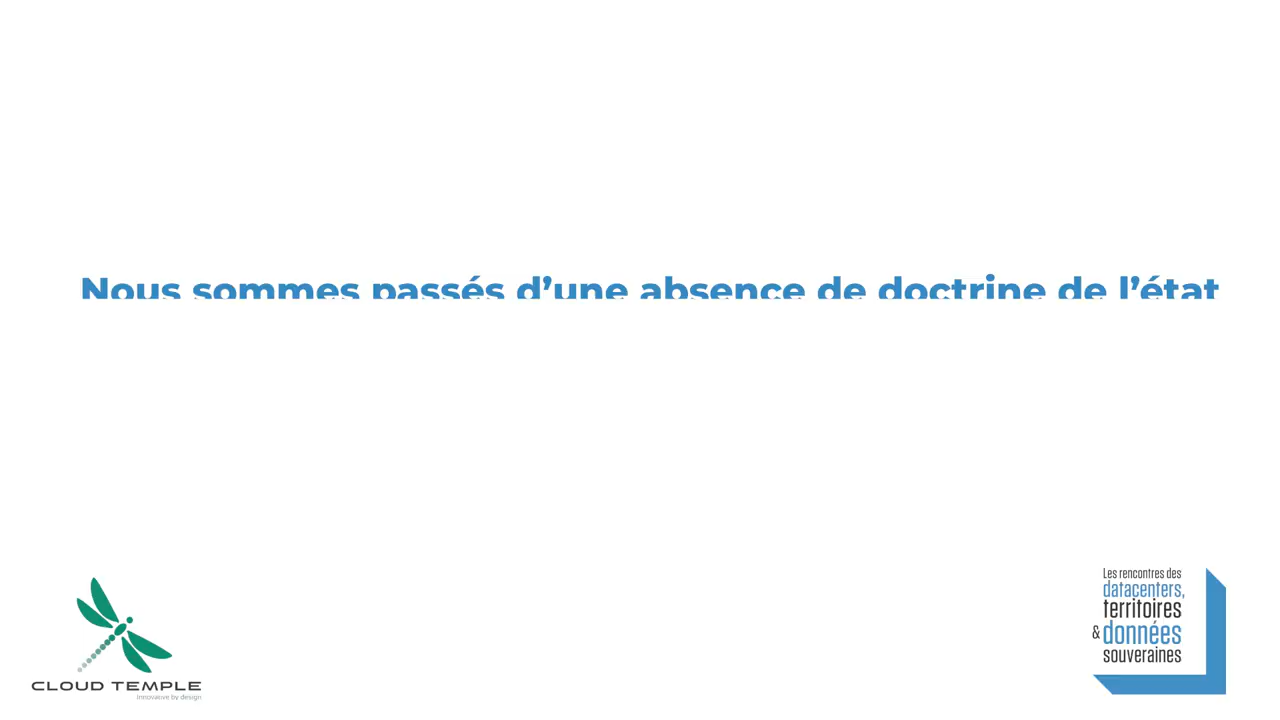 Nous sommes passés d’une absence de doctrine de l’état
CLOUD TEMPLE
Innovative by design
Les rencontres des
datacenters,
territoires
& données
souveraines